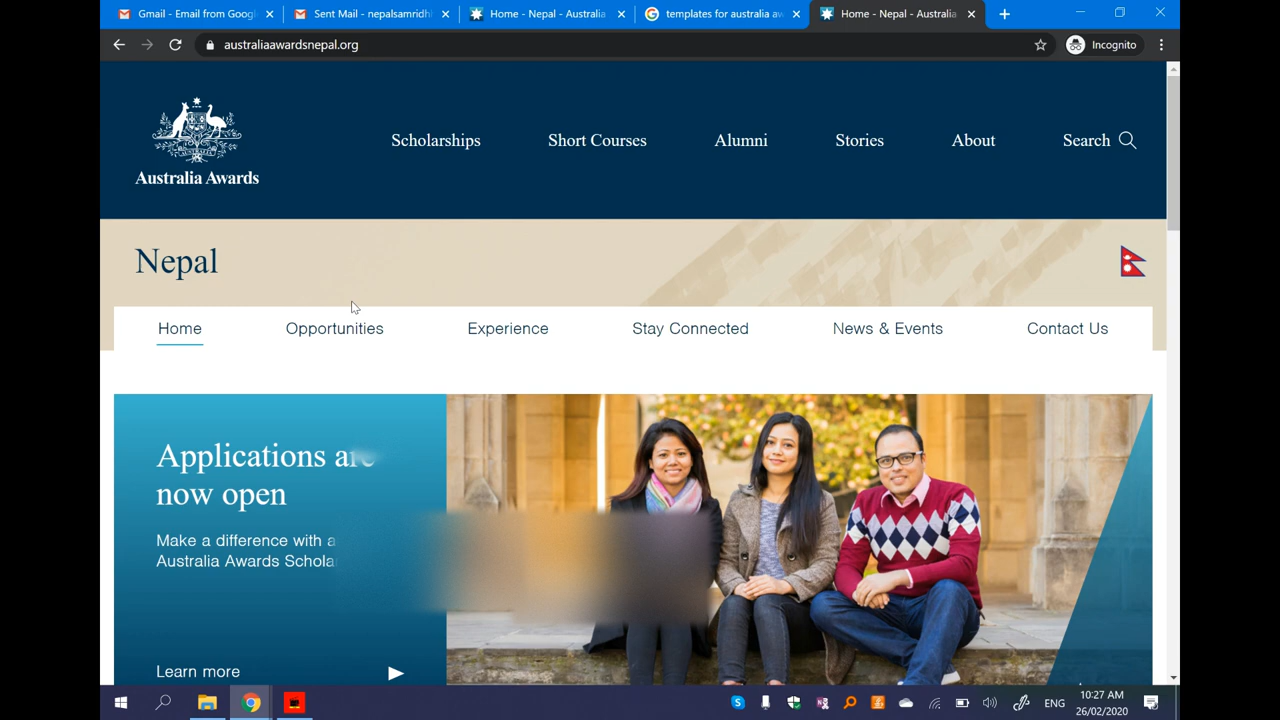 Gmail - Email from Googl
Sent Mail - nepalsamridh
Home - Nepal - Australia
templates for australia aw
Home - Nepal - Australia
australiaawardsnepal.org
Incognito
Australia Awards
Scholarships
Short Courses
Alumni
Stories
About
Search
Nepal
Home
Opportunities
Experience
Stay Connected
News & Events
Contact Us
Applications are
now open
Make a difference with a
Australia Awards Schola
Learn more
ENG
10:27 AM
26/02/2020